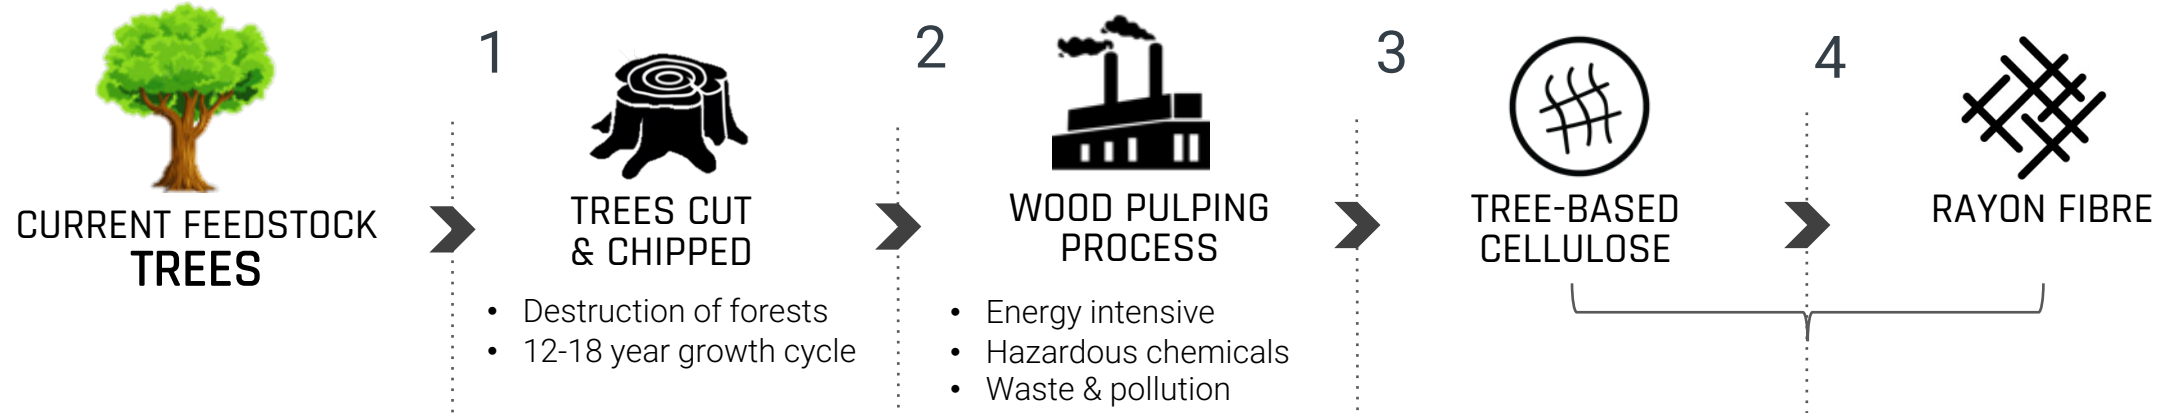 CURRENT FEEDSTOCK
TREES
1
TREES CUT
& CHIPPED
• Destruction of forests
• 12-18 year growth cycle
2
WOOD PULPING
PROCESS
• Energy intensive
• Hazardous chemicals
• Waste & pollution
3
TREE-BASED
CELLULOSE
4
RAYON FIBRE